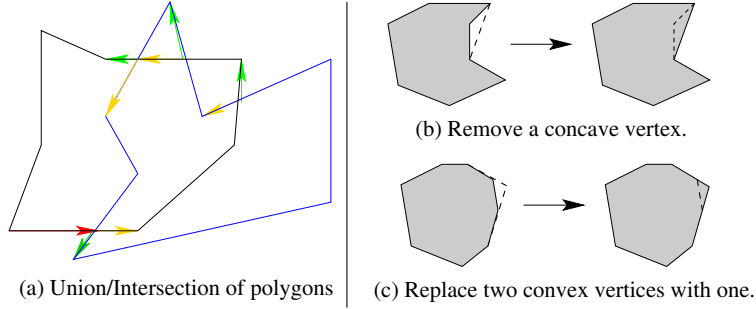 (b) Remove a concave vertex.
(a) Union/Intersection of polygons
(c) Replace two convex vertices with one.